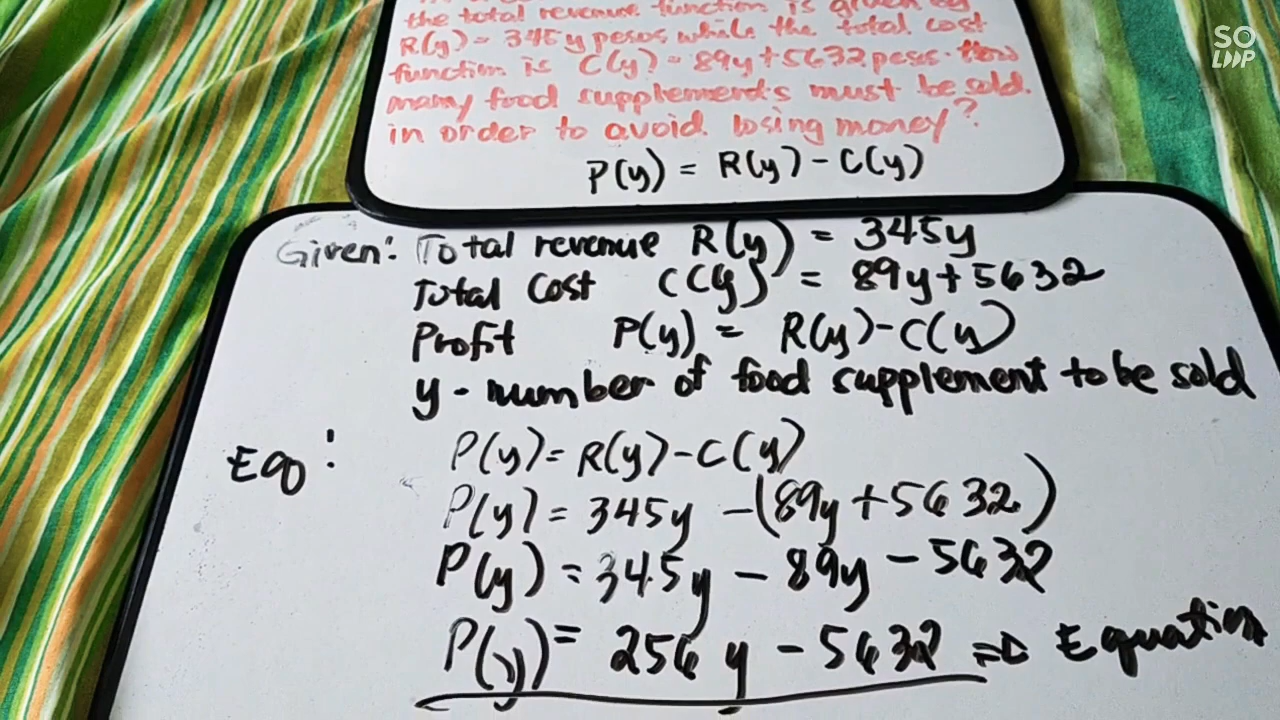 the total revenue function is given by
R(y) = 345y pesos while the total cost
function is C(y) = 89y+5632 pesos. How
many food supplements must be sold.
in order to avoid losing money?
P(y) = R(y) - C(y)
Given: Total revenue R(y) = 345y
Total Cost C(y) = 89y+5632
Profit P(y) = R(y)-C(y)
y - number of food supplement to be sold
Eq: P(y) = R(y)-C(y)
P(y) = 345y -(89y+5632)
P(y) = 345y - 89y - 5632
P(y) = 256y - 5632 => Equation
SO
LOOP